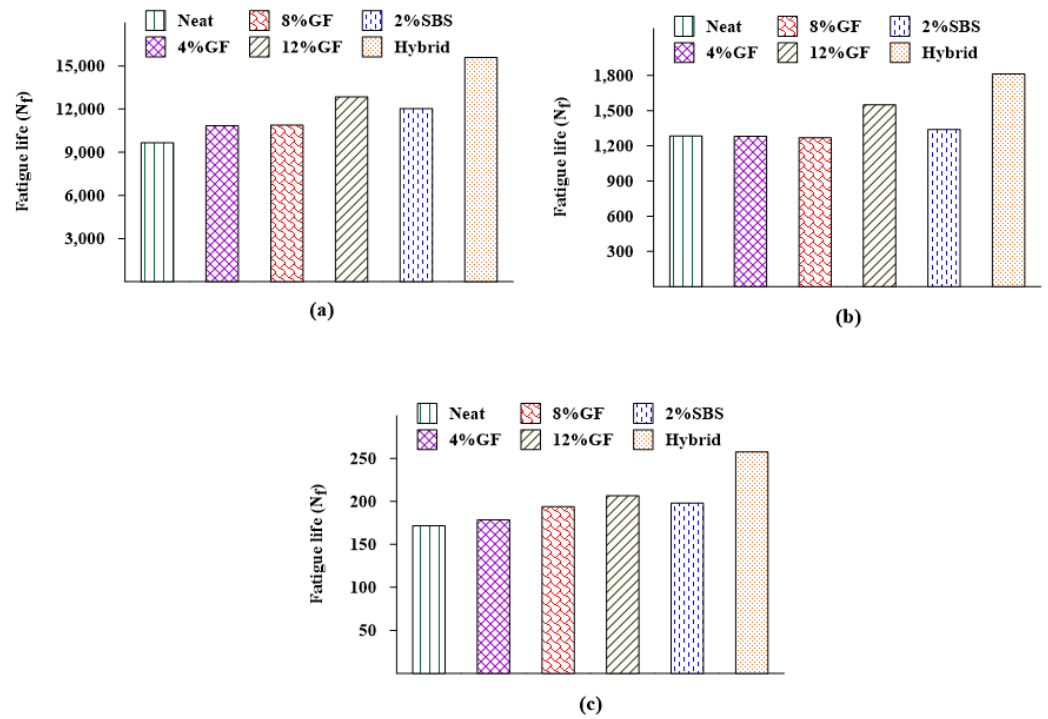 Neat 8%GF 2%SBS
4%GF 12%GF Hybrid
15,000
12,000
9,000
6,000
3,000
Fatigue life (Nf)
(a)
Neat 8%GF 2%SBS
4%GF 12%GF Hybrid
1,800
1,500
1,200
900
600
300
Fatigue life (Nf)
(b)
Neat 8%GF 2%SBS
4%GF 12%GF Hybrid
250
200
150
100
50
Fatigue life (Nf)
(c)